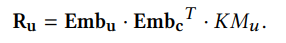 R_u = Emb_u · Emb_c^T · KM_u.